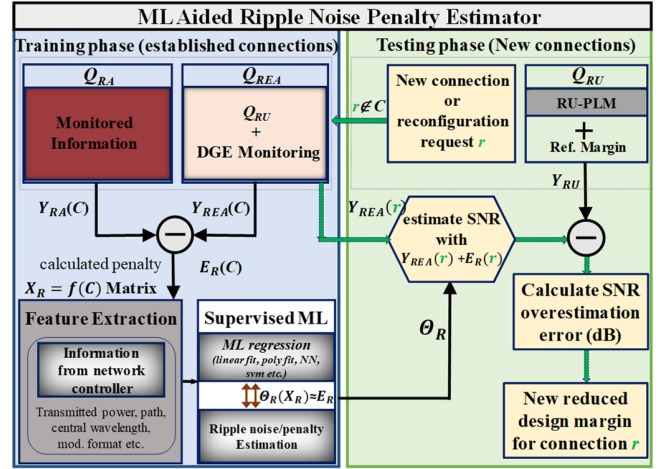 ML Aided Ripple Noise Penalty Estimator
Training phase (established connections)
Q_RA
Monitored
Information
Q_REA
Q_RU
+
DGE Monitoring
Y_RA(C)
Y_REA(C)
−
calculated penalty
E_R(C)
X_R = f(C) Matrix
Feature Extraction
Information
from network
controller
Transmitted power, path,
central wavelength,
mod. format etc.
Supervised ML
ML regression
(linear fit, poly fit, NN,
svm etc.)
Θ_R(X_R)≈E_R
Ripple noise/penalty
Estimation
Testing phase (New connections)
r∉C
New connection
or
reconfiguration
request r
Q_RU
RU-PLM
+
Ref. Margin
Y_RU
Y_REA(r)
estimate SNR
with
Y_REA(r) +E_R(r)
−
Θ_R
Calculate SNR
overestimation
error (dB)
New reduced
design margin
for connection r